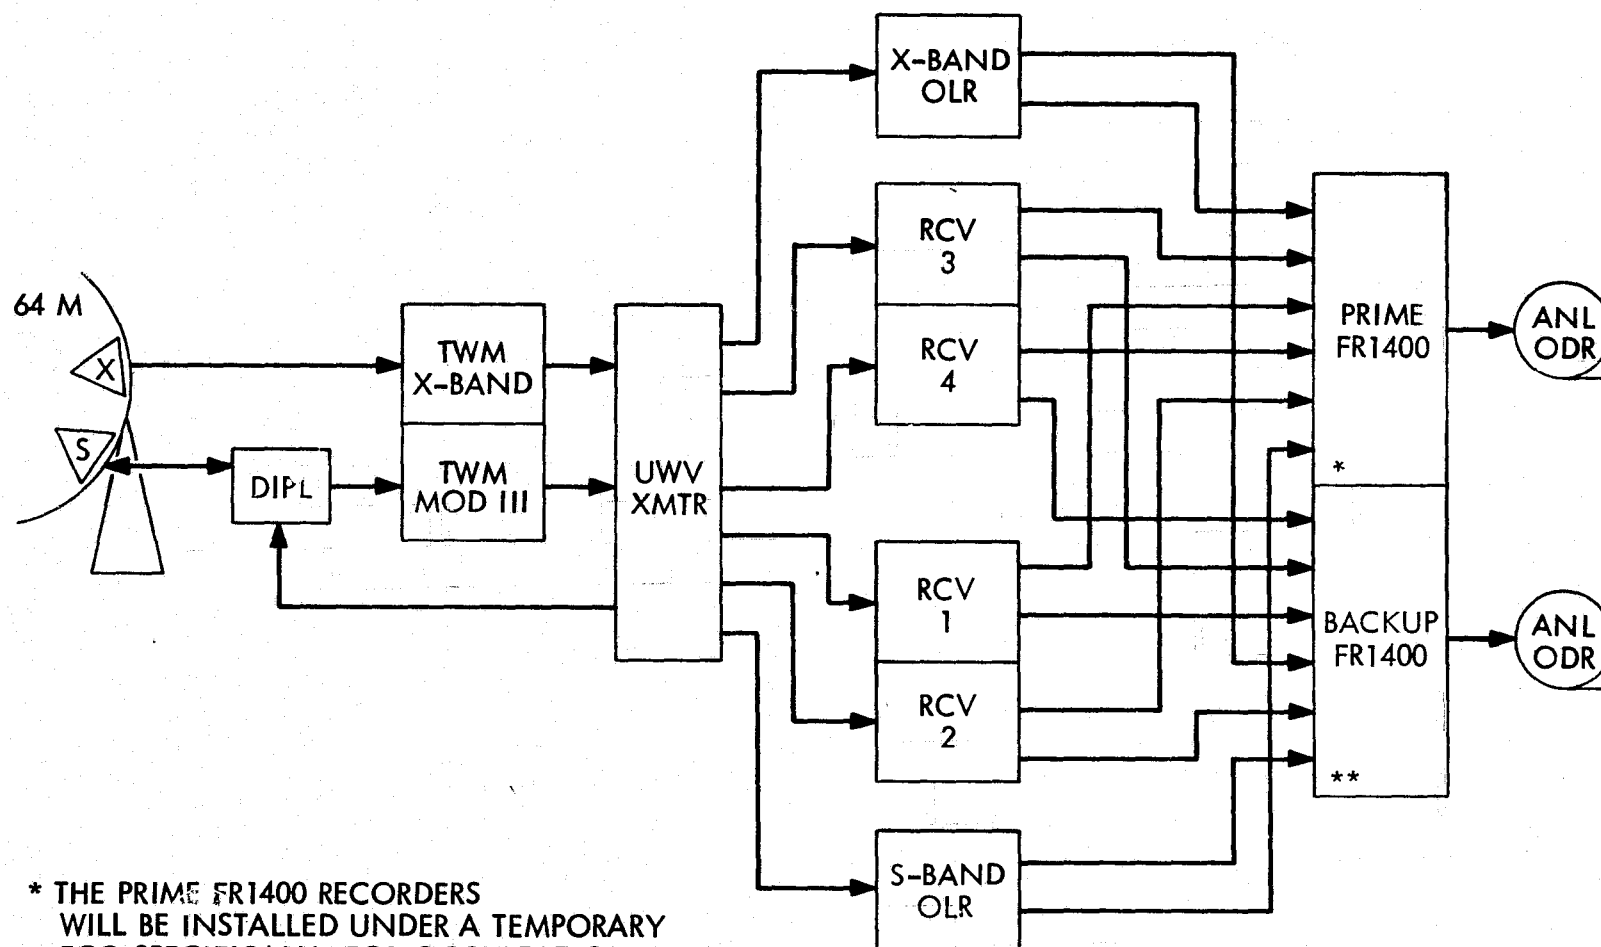 X-BAND
OLR
RCV
3
RCV
4
64 M
X
S
TWM
X-BAND
TWM
MOD III
DIPL
UWV
XMTR
PRIME
FR1400
*
ANL
ODR
RCV
1
RCV
2
BACKUP
FR1400
**
ANL
ODR
S-BAND
OLR
* THE PRIME FR1400 RECORDERS
WILL BE INSTALLED UNDER A TEMPORARY